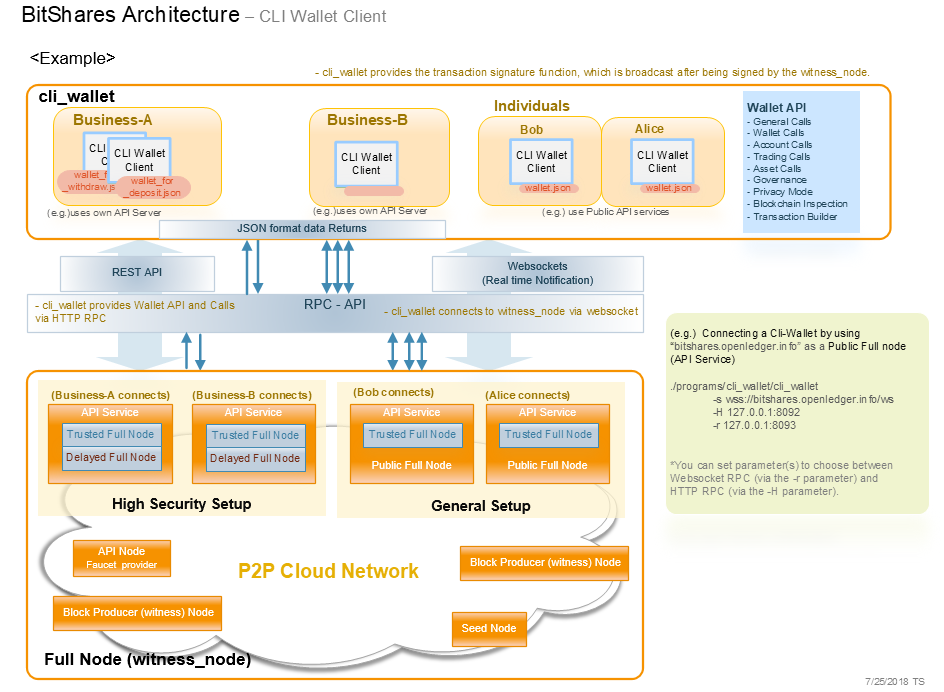 BitShares Architecture – CLI Wallet Client
<Example>
- cli_wallet provides the transaction signature function, which is broadcast after being signed by the witness_node.
cli_wallet
Business-A
CLI
C
CLI Wallet
Client
wallet_f
_withdraw.js
wallet_for
_deposit.json
(e.g.)uses own API Server
Business-B
CLI Wallet
Client
(e.g.)uses own API Server
Individuals
Bob
CLI Wallet
Client
wallet.json
Alice
CLI Wallet
Client
wallet.json
(e.g.) use Public API services
Wallet API
- General Calls
- Wallet Calls
- Account Calls
- Trading Calls
- Asset Calls
- Governance
- Privacy Mode
- Blockchain Inspection
- Transaction Builder
JSON format data Returns
REST API
Websockets
(Real time Notification)
RPC - API
- cli_wallet provides Wallet API and Calls
via HTTP RPC
- cli_wallet connects to witness_node via websocket
(e.g.) Connecting a Cli-Wallet by using
“bitshares.openledger.info” as a Public Full node
(API Service)
./programs/cli_wallet/cli_wallet
-s wss://bitshares.openledger.info/ws
-H 127.0.0.1:8092
-r 127.0.0.1:8093
*You can set parameter(s) to choose between
Websocket RPC (via the -r parameter) and
HTTP RPC (via the -H parameter).
(Business-A connects)
API Service
Trusted Full Node
Delayed Full Node
(Business-B connects)
API Service
Trusted Full Node
Delayed Full Node
High Security Setup
(Bob connects)
API Service
Trusted Full Node
Public Full Node
(Alice connects)
API Service
Trusted Full Node
Public Full Node
General Setup
API Node
Faucet provider
P2P Cloud Network
Block Producer (witness) Node
Block Producer (witness) Node
Seed Node
Full Node (witness_node)
7/25/2018 TS